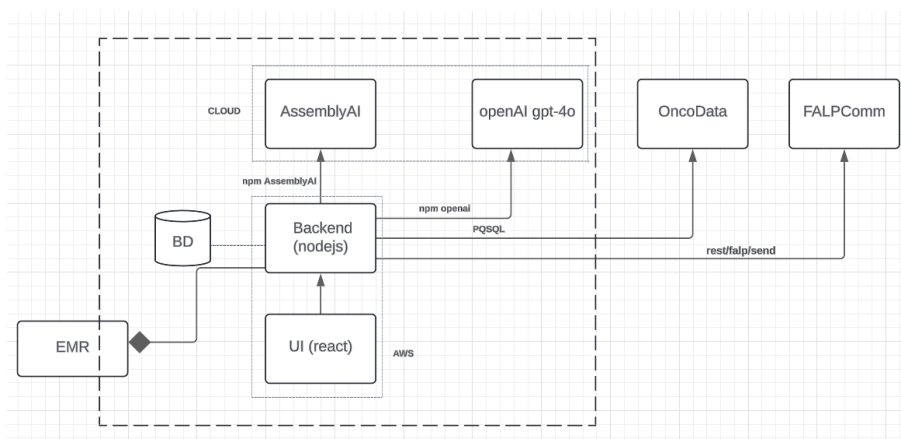 CLOUD
AssemblyAI
openAI gpt-4o
OncoData
FALPComm
npm AssemblyAI
npm openai
BD
Backend
(nodejs)
PQSQL
rest/falp/send
EMR
UI (react)
AWS